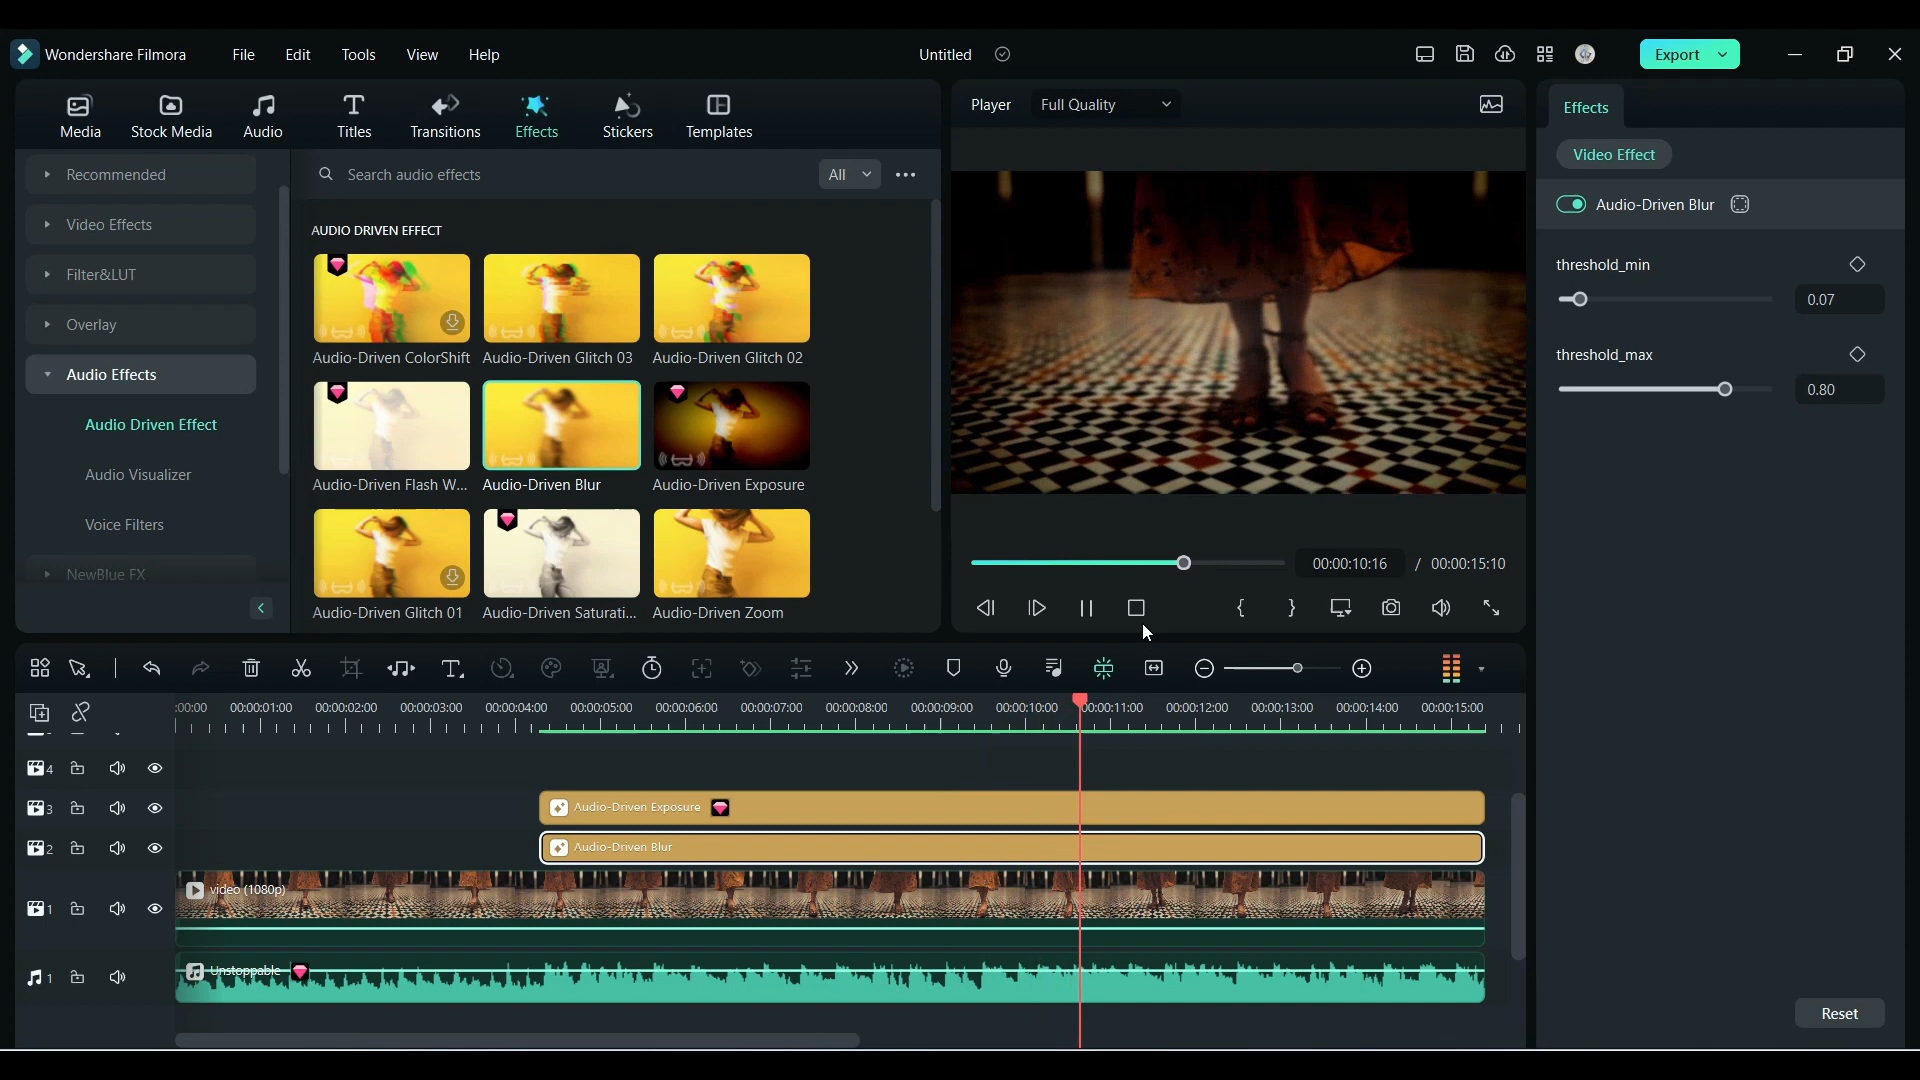 Wondershare Filmora
File Edit Tools View Help
Untitled
Export
Media Stock Media Audio Titles Transitions Effects Stickers Templates
Player Full Quality
Effects
Video Effect
Recommended
Video Effects
Filter&LUT
Overlay
Audio Effects
Audio Driven Effect
Audio Visualizer
Voice Filters
NewBlue FX
Search audio effects
All
AUDIO DRIVEN EFFECT
Audio-Driven ColorShift Audio-Driven Glitch 03 Audio-Driven Glitch 02
Audio-Driven Flash W... Audio-Driven Blur Audio-Driven Exposure
Audio-Driven Glitch 01 Audio-Driven Saturati... Audio-Driven Zoom
00:00:10:16 / 00:00:15:10
Audio-Driven Blur
threshold_min
0.07
threshold_max
0.80
:00:00 00:00:01:00 00:00:02:00 00:00:03:00 00:00:04:00 00:00:05:00 00:00:06:00 00:00:07:00 00:00:08:00 00:00:09:00 00:00:10:00 00:00:11:00 00:00:12:00 00:00:13:00 00:00:14:00 00:00:15:00
4
3 Audio-Driven Exposure
2 Audio-Driven Blur
video (1080p)
1
1 Unstoppable
Reset